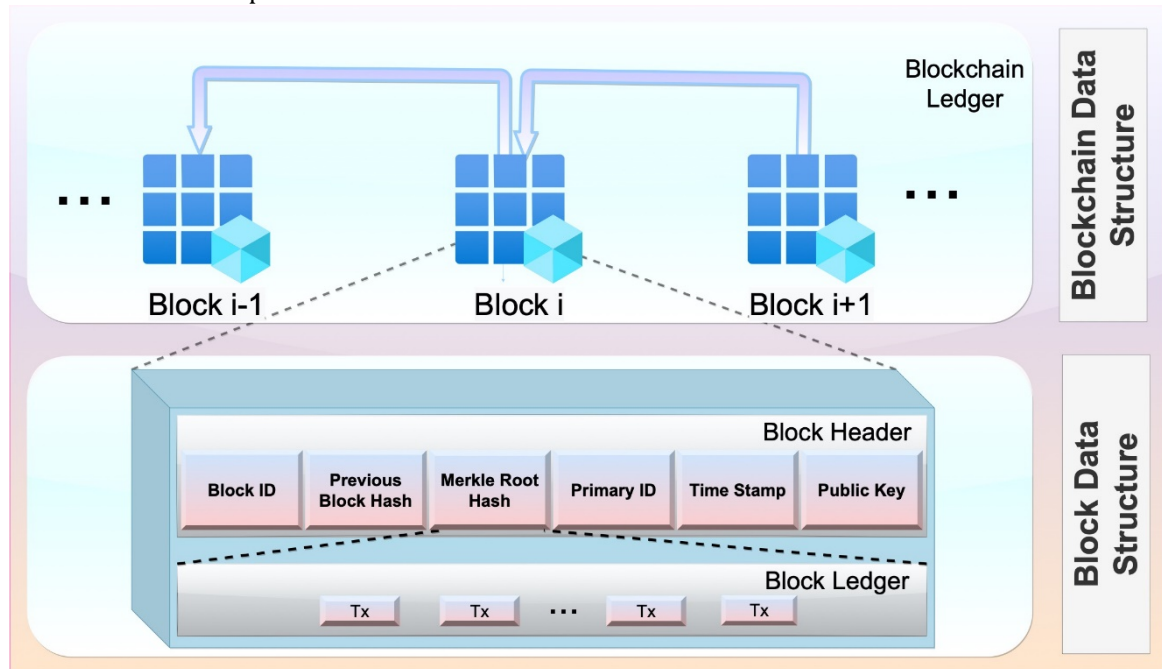 Blockchain
Ledger
...
...
Block i-1
Block i
Block i+1
Blockchain Data
Structure
Block Header
Block ID
Previous
Block Hash
Merkle Root
Hash
Primary ID
Time Stamp
Public Key
Block Ledger
Tx
Tx
...
Tx
Tx
Block Data
Structure